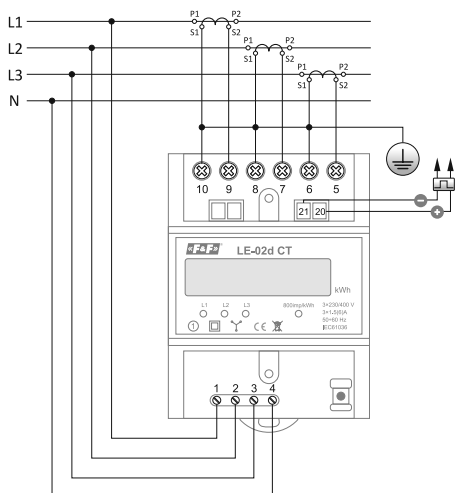 P1 P2
L1
S1 S2
P1 P2
L2
S1 S2
P1 P2
L3
S1 S2
N
10 9 8 7 6 5
21 20
−
+
F&F® LE-02d CT
kWh
L1 L2 L3 800imp/kWh
3×230/400 V
3×1.5(6)A
50÷60 Hz
IEC61036
1 CE
1 2 3 4